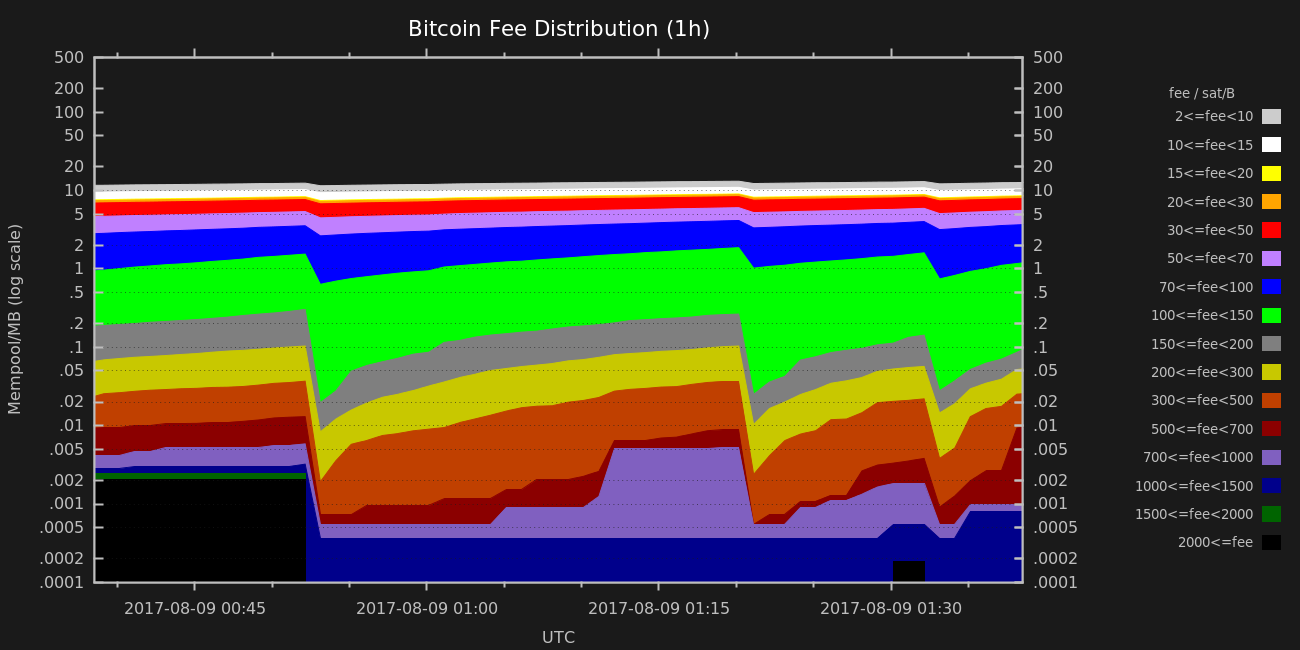 Bitcoin Fee Distribution (1h)
500
200
100
50
20
10
5
2
1
.5
.2
.1
.05
.02
.01
.005
.002
.001
.0005
.0002
.0001
Mempool/MB (log scale)
500
200
100
50
20
10
5
2
1
.5
.2
.1
.05
.02
.01
.005
.002
.001
.0005
.0002
.0001
2017-08-09 00:45 2017-08-09 01:00 2017-08-09 01:15 2017-08-09 01:30
UTC
fee / sat/B
2<=fee<10
10<=fee<15
15<=fee<20
20<=fee<30
30<=fee<50
50<=fee<70
70<=fee<100
100<=fee<150
150<=fee<200
200<=fee<300
300<=fee<500
500<=fee<700
700<=fee<1000
1000<=fee<1500
1500<=fee<2000
2000<=fee